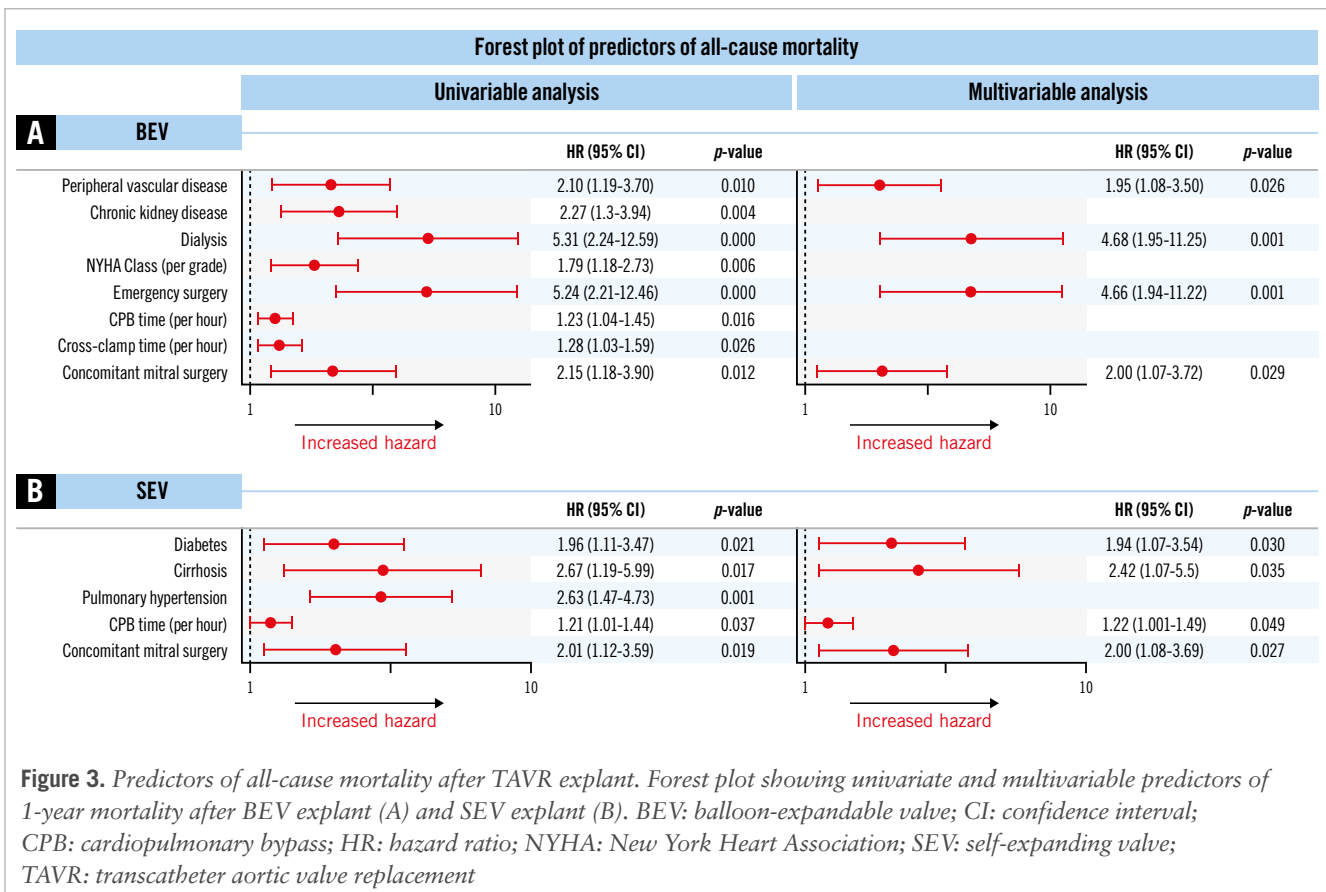 Forest plot of predictors of all-cause mortality
Univariable analysis Multivariable analysis
A BEV
HR (95% CI) p-value HR (95% CI) p-value
Peripheral vascular disease 2.10 (1.19-3.70) 0.010 1.95 (1.08-3.50) 0.026
Chronic kidney disease 2.27 (1.3-3.94) 0.004
Dialysis 5.31 (2.24-12.59) 0.000 4.68 (1.95-11.25) 0.001
NYHA Class (per grade) 1.79 (1.18-2.73) 0.006
Emergency surgery 5.24 (2.21-12.46) 0.000 4.66 (1.94-11.22) 0.001
CPB time (per hour) 1.23 (1.04-1.45) 0.016
Cross-clamp time (per hour) 1.28 (1.03-1.59) 0.026
Concomitant mitral surgery 2.15 (1.18-3.90) 0.012 2.00 (1.07-3.72) 0.029
1 10 1 10
Increased hazard Increased hazard
B SEV
HR (95% CI) p-value HR (95% CI) p-value
Diabetes 1.96 (1.11-3.47) 0.021 1.94 (1.07-3.54) 0.030
Cirrhosis 2.67 (1.19-5.99) 0.017 2.42 (1.07-5.5) 0.035
Pulmonary hypertension 2.63 (1.47-4.73) 0.001
CPB time (per hour) 1.21 (1.01-1.44) 0.037 1.22 (1.001-1.49) 0.049
Concomitant mitral surgery 2.01 (1.12-3.59) 0.019 2.00 (1.08-3.69) 0.027
1 10 1 10
Increased hazard Increased hazard
Figure 3. Predictors of all-cause mortality after TAVR explant. Forest plot showing univariate and multivariable predictors of
1-year mortality after BEV explant (A) and SEV explant (B). BEV: balloon-expandable valve; CI: confidence interval;
CPB: cardiopulmonary bypass; HR: hazard ratio; NYHA: New York Heart Association; SEV: self-expanding valve;
TAVR: transcatheter aortic valve replacement